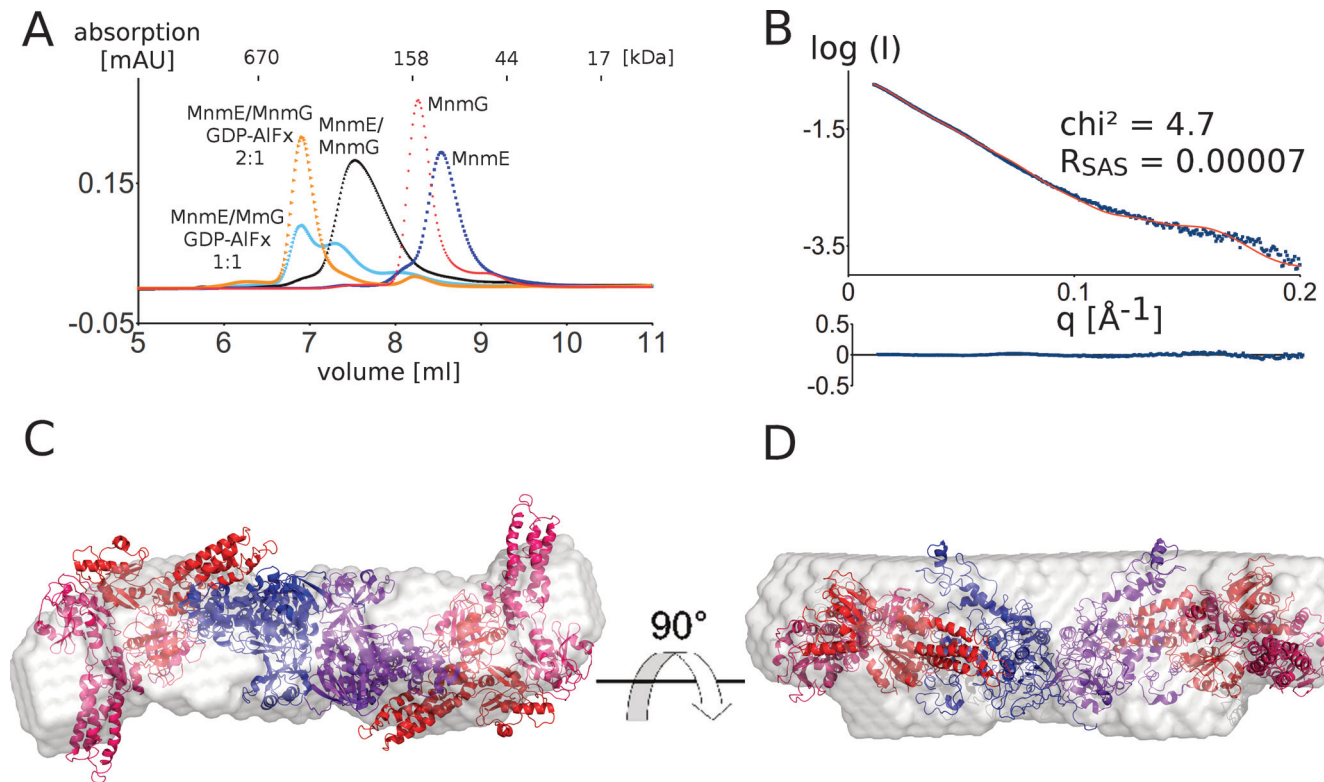 A
absorption
[mAU]
670
158
44
17
[kDa]
MnmE/MnmG
GDP-AlFx
2:1
MnmE/
MnmG
MnmG
MnmE
0.15
MnmE/MmG
GDP-AlFx
1:1
-0.05
5
6
7
8
9
10
11
volume [ml]
B
log (I)
-1.5
-3.5
chi² = 4.7
RSAS = 0.00007
0
0.1
0.2
q [Å-1]
0.5
0
-0.5
C
D
90°